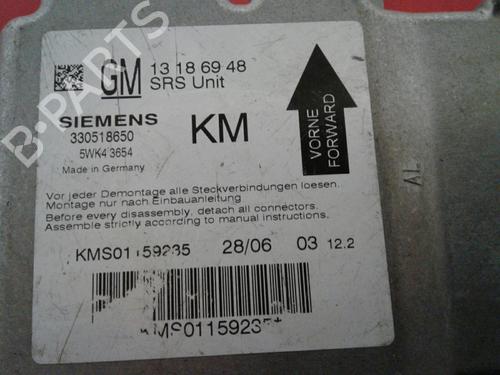 GM 13 18 69 48
SRS Unit
SIEMENS
330518650
5WK4 3654
Made in Germany
KM
VORNE
FORWARD
Vor jeder Demontage alle Steckverbindungen loesen.
Montage nur nach Einbauanleitung
Before every disassembly, detach all connectors.
Assemble strictly according to manual instructions.
KMS01159235 28/06 03 12.2
KMS01159235*
AL
B-PARTS